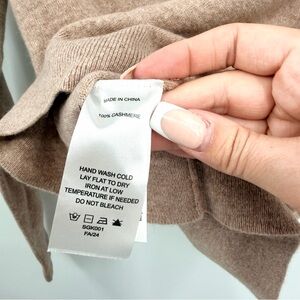 MADE IN CHINA
100% CASHMERE
HAND WASH COLD
LAY FLAT TO DRY
IRON AT LOW
TEMPERATURE IF NEEDED
DO NOT BLEACH
SGK001
FA/24